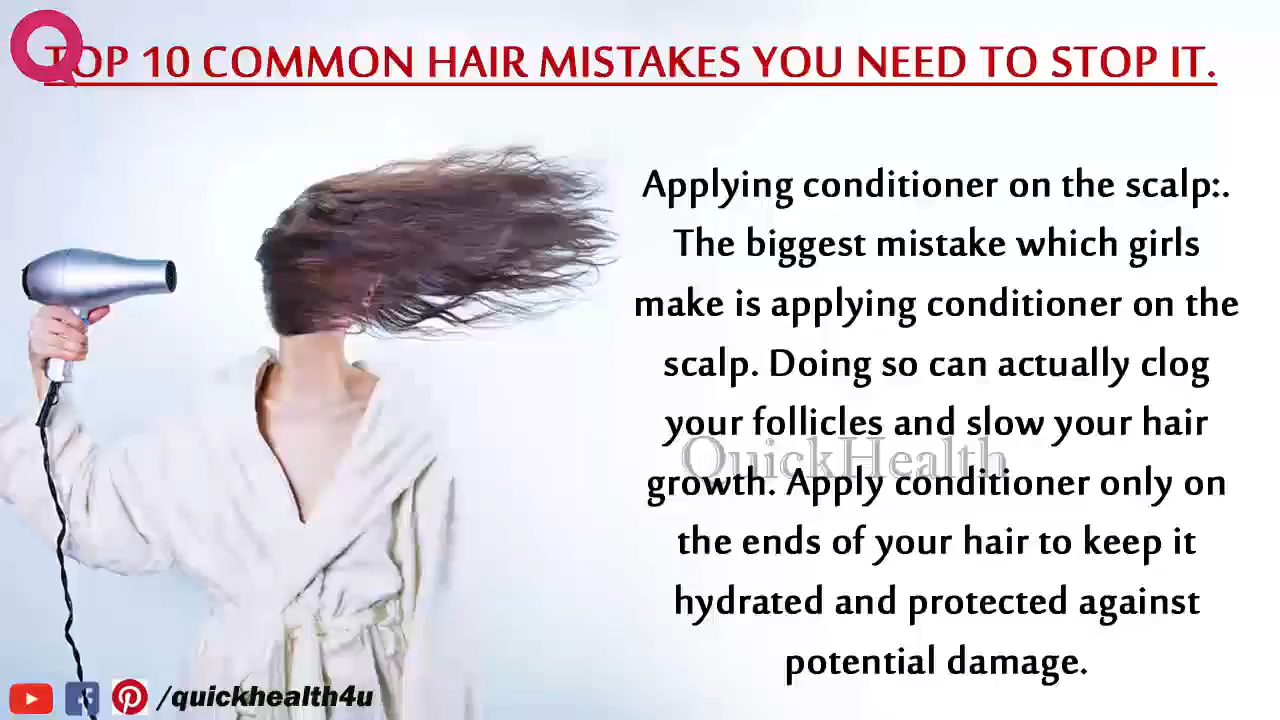 TOP 10 COMMON HAIR MISTAKES YOU NEED TO STOP IT.
Applying conditioner on the scalp:.
The biggest mistake which girls
make is applying conditioner on the
scalp. Doing so can actually clog
your follicles and slow your hair
QuickHealth
growth. Apply conditioner only on
the ends of your hair to keep it
hydrated and protected against
potential damage.
/quickhealth4u